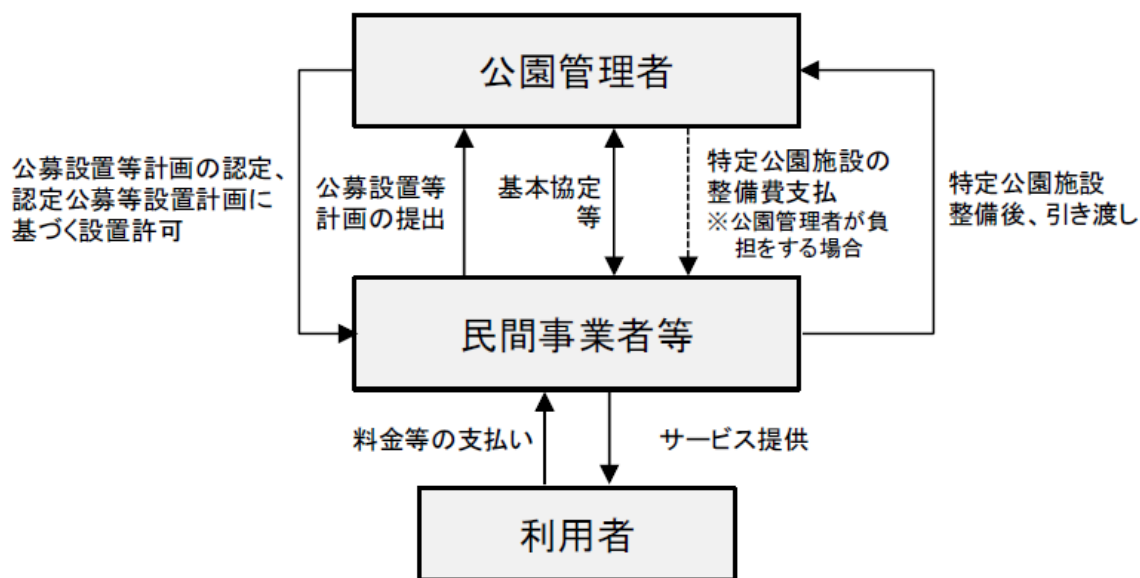 公園管理者
公募設置等計画の認定、
認定公募等設置計画に
基づく設置許可
公募設置等
計画の提出
基本協定
等
特定公園施設の
整備費支払
※公園管理者が負
担をする場合
特定公園施設
整備後、引き渡し
民間事業者等
料金等の支払い
サービス提供
利用者